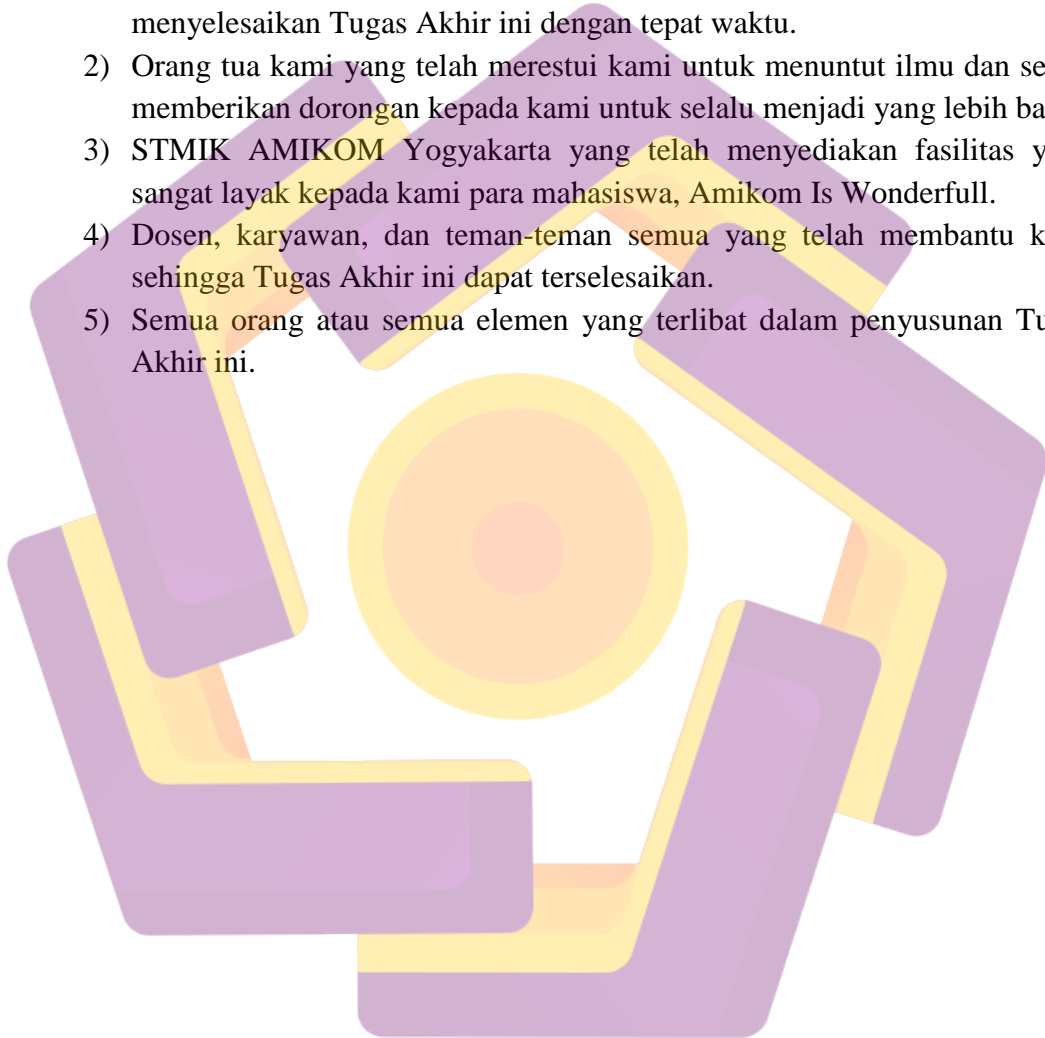 menyelesaikan Tugas Akhir ini dengan tepat waktu.
2) Orang tua kami yang telah merestui kami untuk menuntut ilmu dan
memberikan dorongan kepada kami untuk selalu menjadi yang lebih
3) STMIK AMIKOM Yogyakarta yang telah menyediakan fasilitas
sangat layak kepada kami para mahasiswa, Amikom Is Wonderfull.
4) Dosen, karyawan, dan teman-teman semua yang telah membantu
sehingga Tugas Akhir ini dapat terselesaikan.
5) Semua orang atau semua elemen yang terlibat dalam penyusunan
Akhir ini.